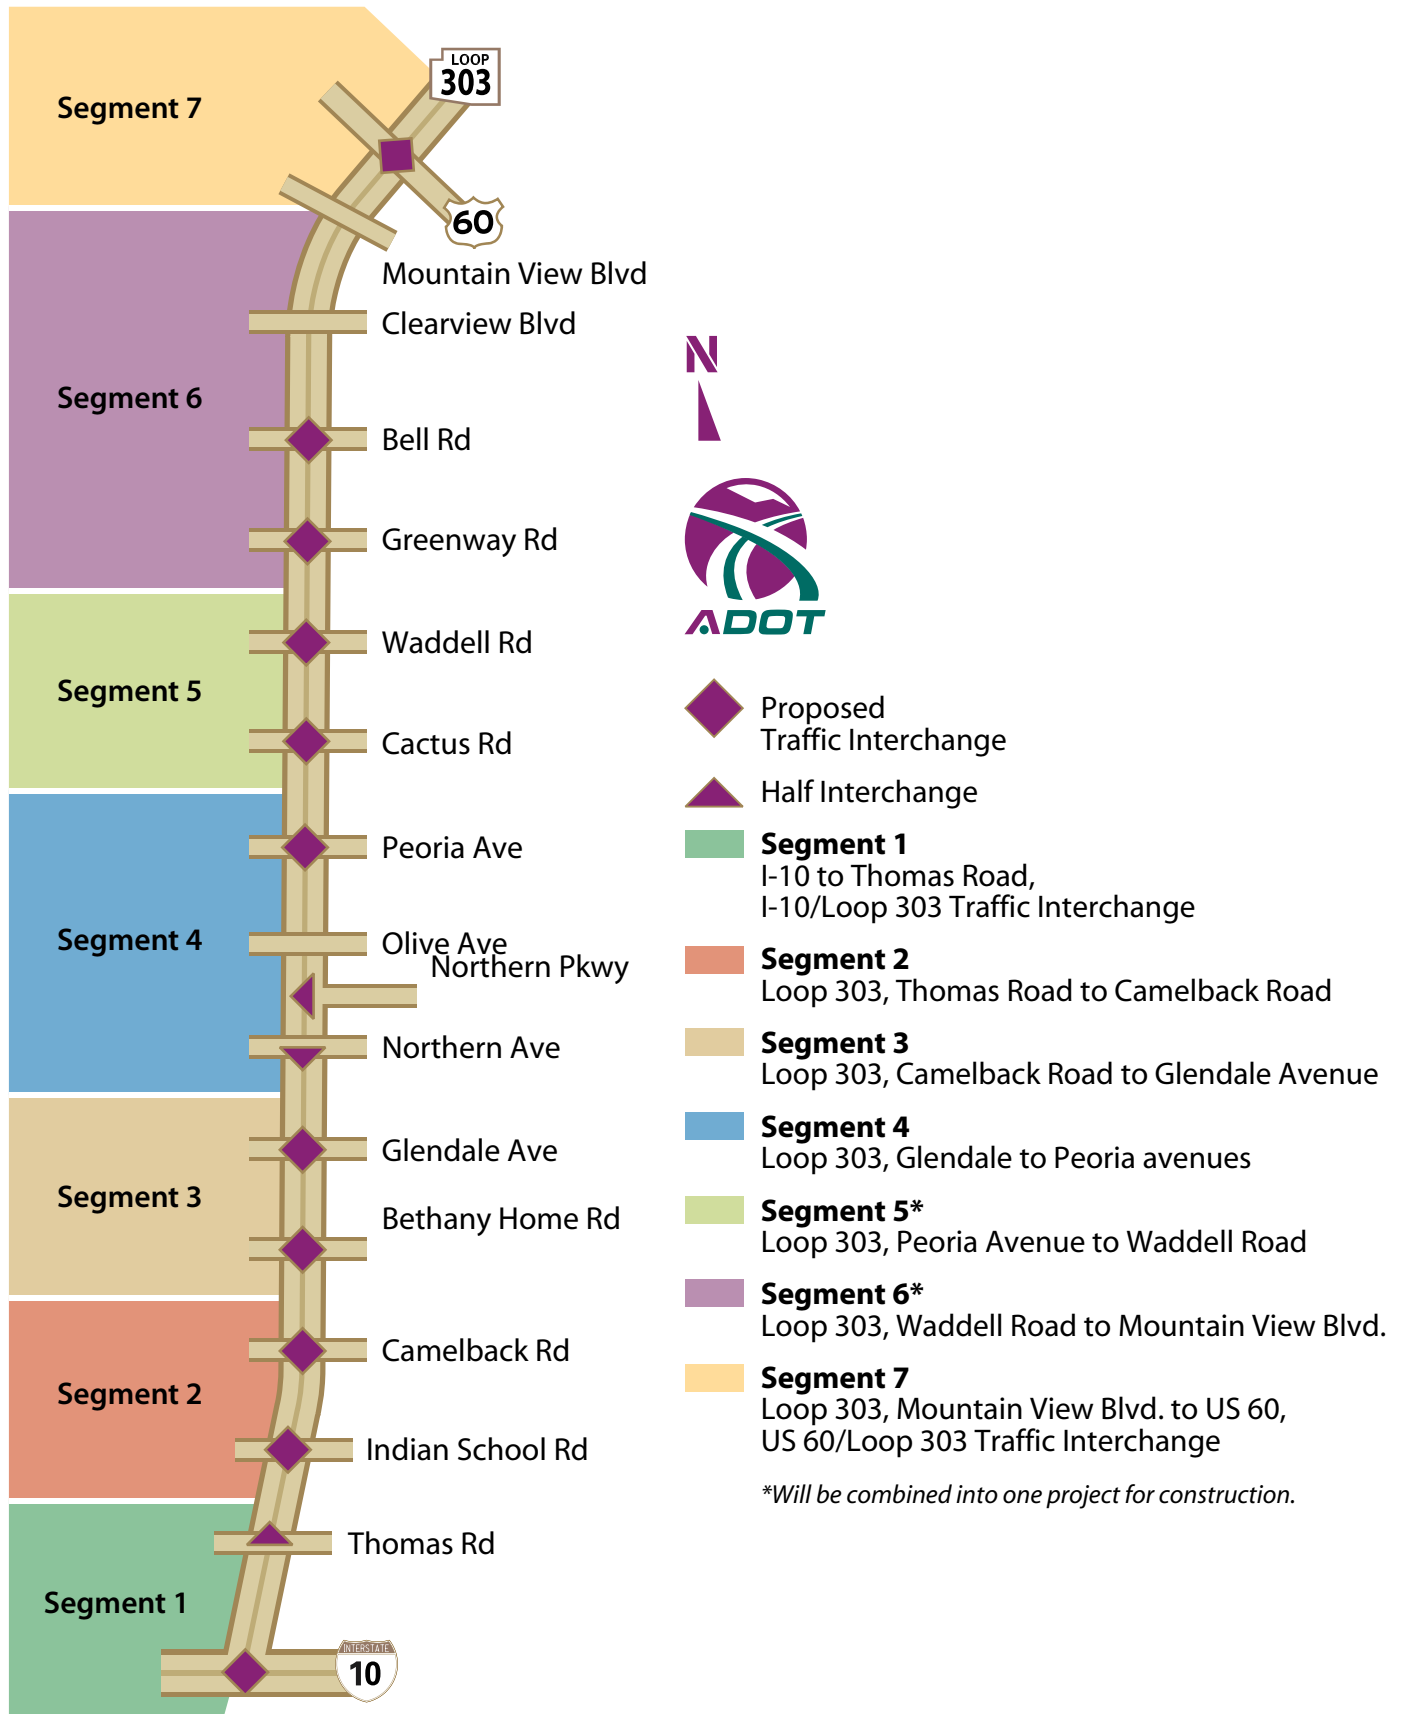 Segment 7
LOOP
303
60
Mountain View Blvd
Clearview Blvd
Segment 6
Bell Rd
Greenway Rd
Waddell Rd
Segment 5
Cactus Rd
Peoria Ave
Segment 4
Olive Ave
Northern Pkwy
Northern Ave
Glendale Ave
Segment 3
Bethany Home Rd
Camelback Rd
Segment 2
Indian School Rd
Thomas Rd
Segment 1
INTERSTATE
10
N
ADOT
Proposed
Traffic Interchange
Half Interchange
Segment 1
I-10 to Thomas Road,
I-10/Loop 303 Traffic Interchange
Segment 2
Loop 303, Thomas Road to Camelback Road
Segment 3
Loop 303, Camelback Road to Glendale Avenue
Segment 4
Loop 303, Glendale to Peoria avenues
Segment 5*
Loop 303, Peoria Avenue to Waddell Road
Segment 6*
Loop 303, Waddell Road to Mountain View Blvd.
Segment 7
Loop 303, Mountain View Blvd. to US 60,
US 60/Loop 303 Traffic Interchange
*Will be combined into one project for construction.